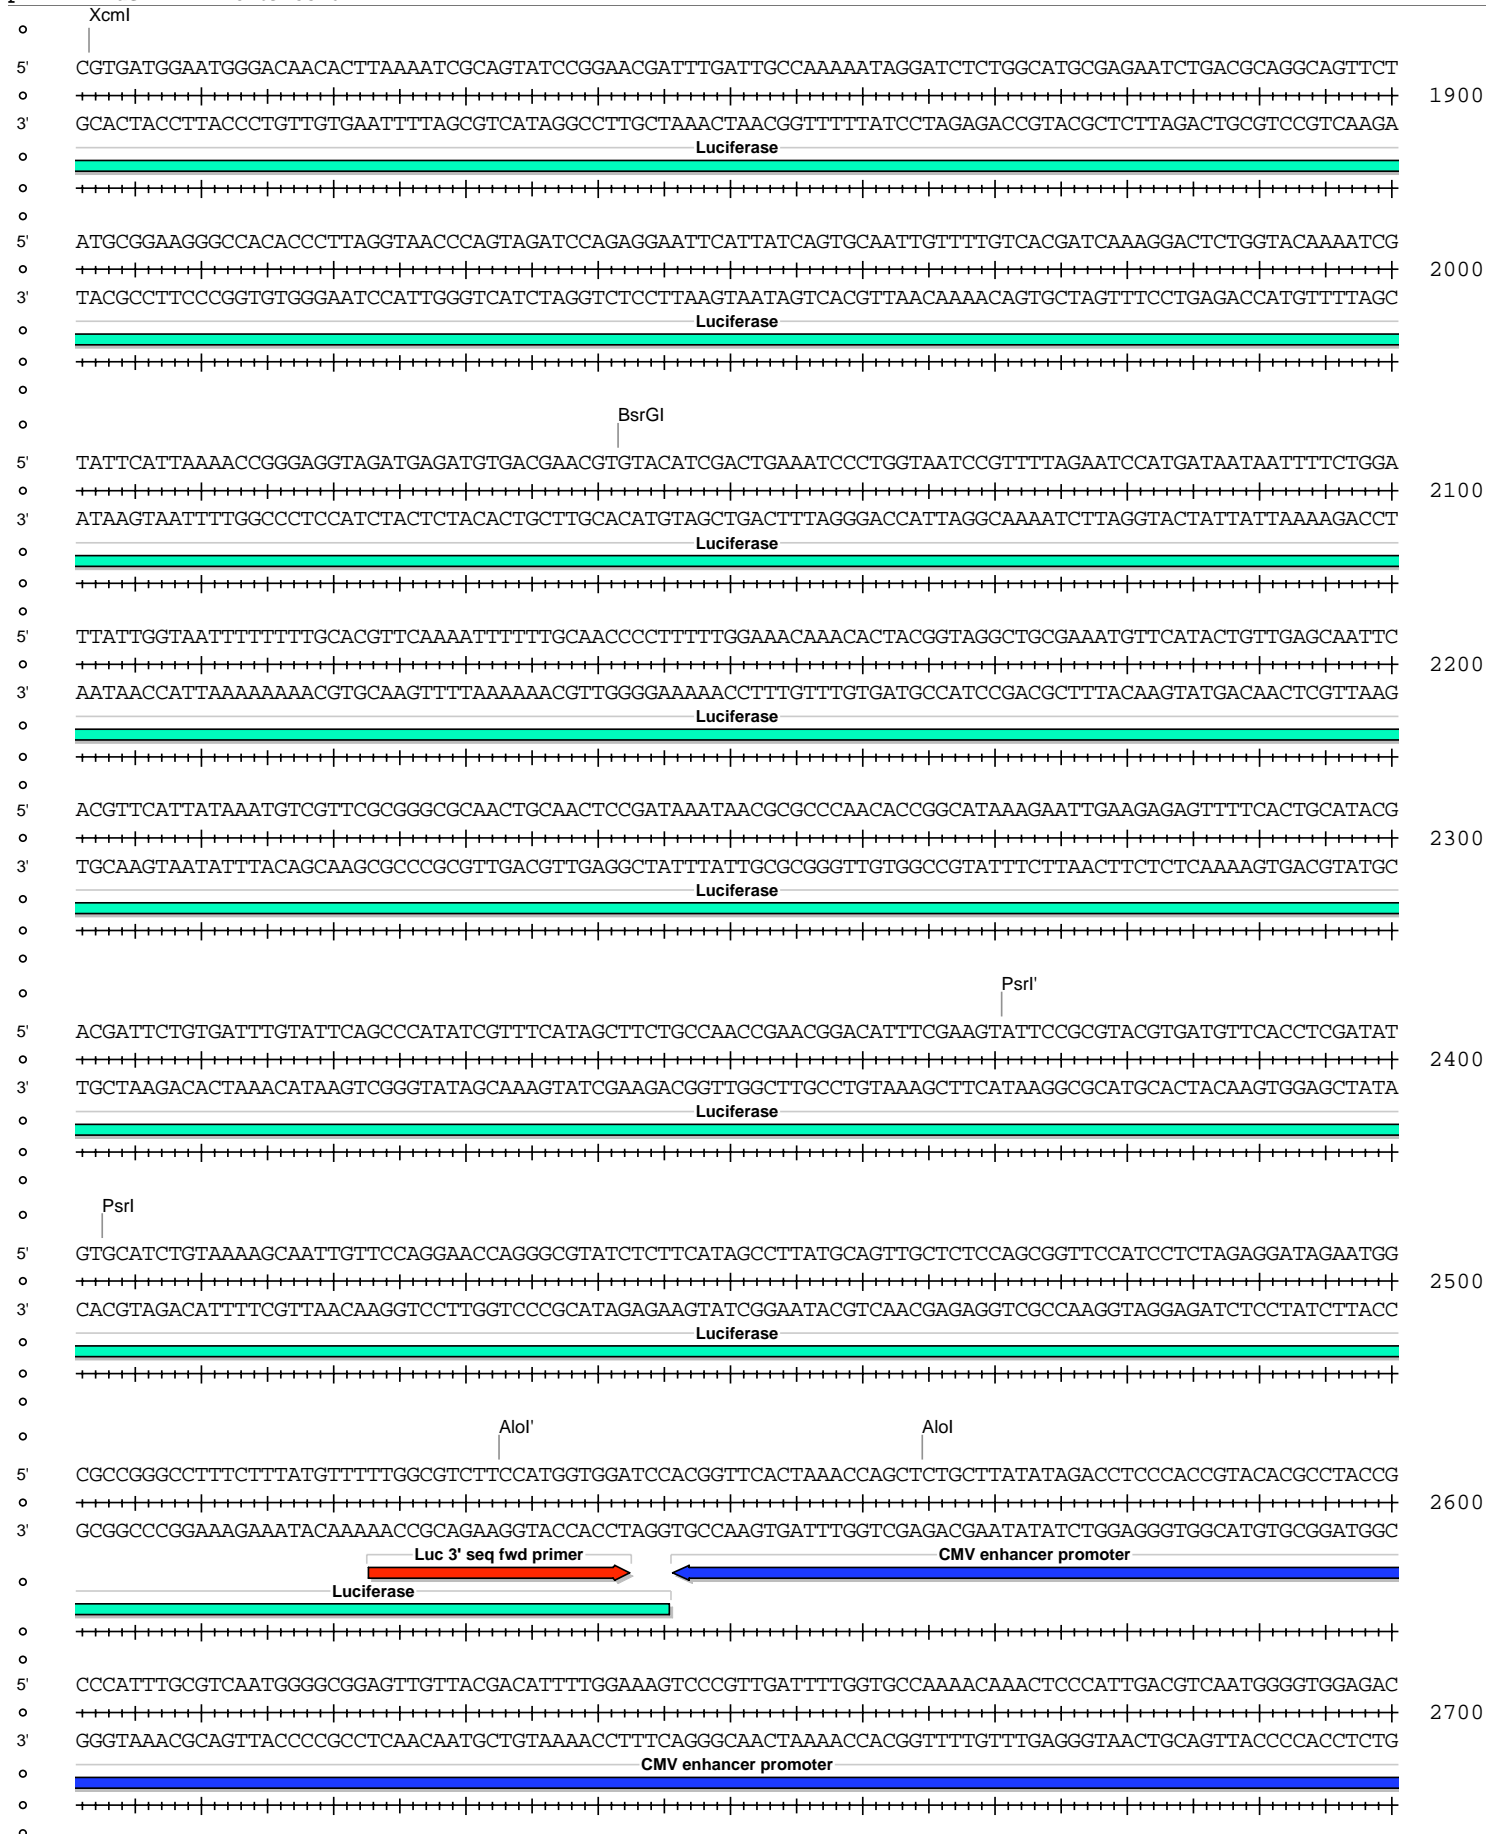 XcmI
5' CGTGATGGAATGGGACAACACTTAAAATCGCAGTATCCGGAACGATTTGATTGCCAAAAATAGGATCTCTGGCATGCGAGAATCTGACGCAGGCAGTTCT
1900
3' GCACTACCTTACCCTGTTGTGAATTTTAGCGTCATAGGCCTTGCTAAACTAACGGTTTTTATCCTAGAGACCGTACGCTCTTAGACTGCGTCCGTCAAGA
Luciferase
5' ATGCGGAAGGGCCACACCCTTAGGTAACCCAGTAGATCCAGAGGAATTCATTATCAGTGCAATTGTTTTGTCACGATCAAAGGACTCTGGTACAAAATCG
2000
3' TACGCCTTCCCGGTGTGGGAATCCATTGGGTCATCTAGGTCTCCTTAAGTAATAGTCACGTTAACAAAACAGTGCTAGTTTCCTGAGACCATGTTTTAGC
Luciferase
BsrGI
5' TATTCATTAAAACCGGGAGGTAGATGAGATGTGACGAACGTGTACATCGACTGAAATCCCTGGTAATCCGTTTTAGAATCCATGATAATAATTTTCTGGA
2100
3' ATAAGTAATTTTGGCCCTCCATCTACTCTACACTGCTTGCACATGTAGCTGACTTTAGGGACCATTAGGCAAAATCTTAGGTACTATTATTAAAAGACCT
Luciferase
5' TTATTGGTAATTTTTTTTGCACGTTCAAAATTTTTTGCAACCCCTTTTTGGAAACAAACACTACGGTAGGCTGCGAAATGTTCATACTGTTGAGCAATTC
2200
3' AATAACCATTAAAAAAAACGTGCAAGTTTTAAAAAACGTTGGGGAAAAACCTTTGTTTGTGATGCCATCCGACGCTTTACAAGTATGACAACTCGTTAAG
Luciferase
5' ACGTTCATTATAAATGTCGTTCGCGGGCGCAACTGCAACTCCGATAAATAACGCGCCCAACACCGGCATAAAGAATTGAAGAGAGTTTTCACTGCATACG
2300
3' TGCAAGTAATATTTACAGCAAGCGCCCGCGTTGACGTTGAGGCTATTTATTGCGCGGGTTGTGGCCGTATTTCTTAACTTCTCTCAAAAGTGACGTATGC
Luciferase
PsrI'
5' ACGATTCTGTGATTTGTATTCAGCCCATATCGTTTCATAGCTTCTGCCAACCGAACGGACATTTCGAAGTATTCCGCGTACGTGATGTTCACCTCGATAT
2400
3' TGCTAAGACACTAAACATAAGTCGGGTATAGCAAAGTATCGAAGACGGTTGGCTTGCCTGTAAAGCTTCATAAGGCGCATGCACTACAAGTGGAGCTATA
Luciferase
PsrI
5' GTGCATCTGTAAAAGCAATTGTTCCAGGAACCAGGGCGTATCTCTTCATAGCCTTATGCAGTTGCTCTCCAGCGGTTCCATCCTCTAGAGGATAGAATGG
2500
3' CACGTAGACATTTTCGTTAACAAGGTCCTTGGTCCCGCATAGAGAAGTATCGGAATACGTCAACGAGAGGTCGCCAAGGTAGGAGATCTCCTATCTTACC
Luciferase
AloI' AloI
5' CGCCGGGCCTTTCTTTATGTTTTTGGCGTCTTCCATGGTGGATCCACGGTTCACTAAACCAGCTCTGCTTATATAGACCTCCCACCGTACACGCCTACCG
2600
3' GCGGCCCGGAAAGAAATACAAAAACCGCAGAAGGTACCACCTAGGTGCCAAGTGATTTGGTCGAGACGAATATATCTGGAGGGTGGCATGTGCGGATGGC
Luc 3' seq fwd primer CMV enhancer promoter
Luciferase
5' CCCATTTGCGTCAATGGGGCGGAGTTGTTACGACATTTTGGAAAGTCCCGTTGATTTTGGTGCCAAAACAAACTCCCATTGACGTCAATGGGGTGGAGAC
2700
3' GGGTAAACGCAGTTACCCCGCCTCAACAATGCTGTAAAACCTTTCAGGGCAACTAAAACCACGGTTTTGTTTGAGGGTAACTGCAGTTACCCCACCTCTG
CMV enhancer promoter